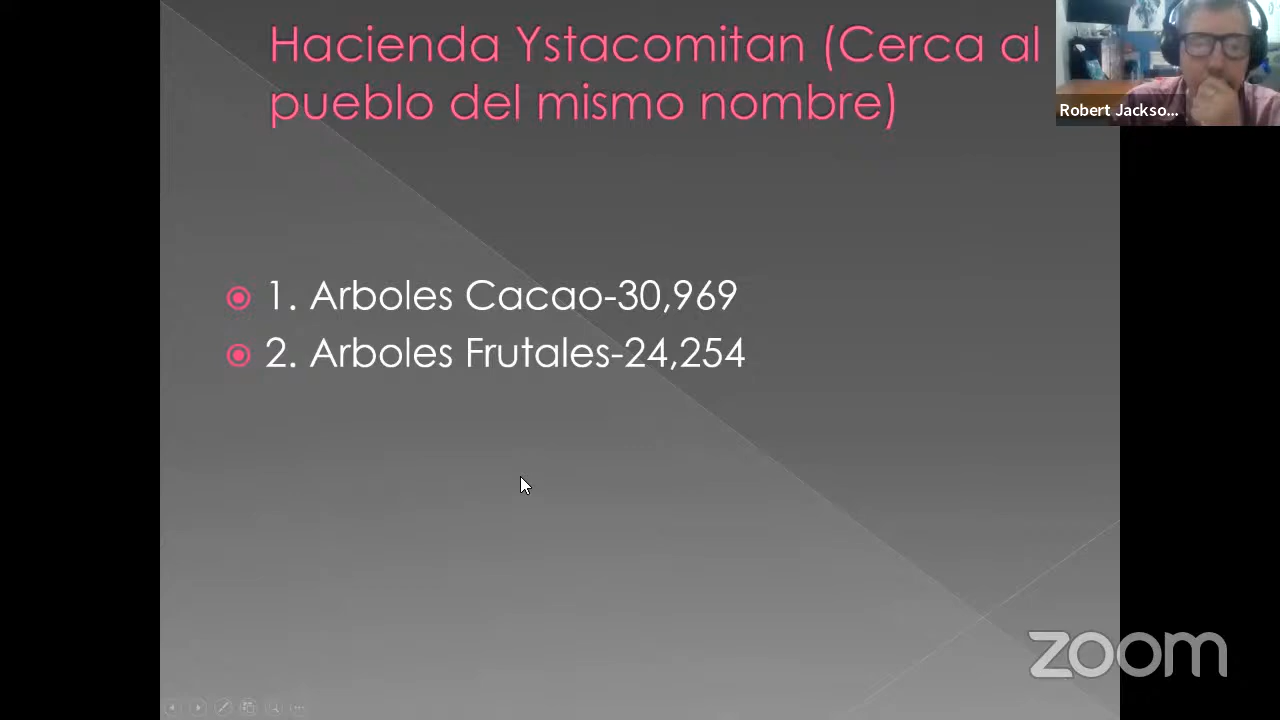 Hacienda Ystacomitan (Cerca al
pueblo del mismo nombre)
Robert Jackso...
1. Arboles Cacao-30,969
2. Arboles Frutales-24,254
zoom